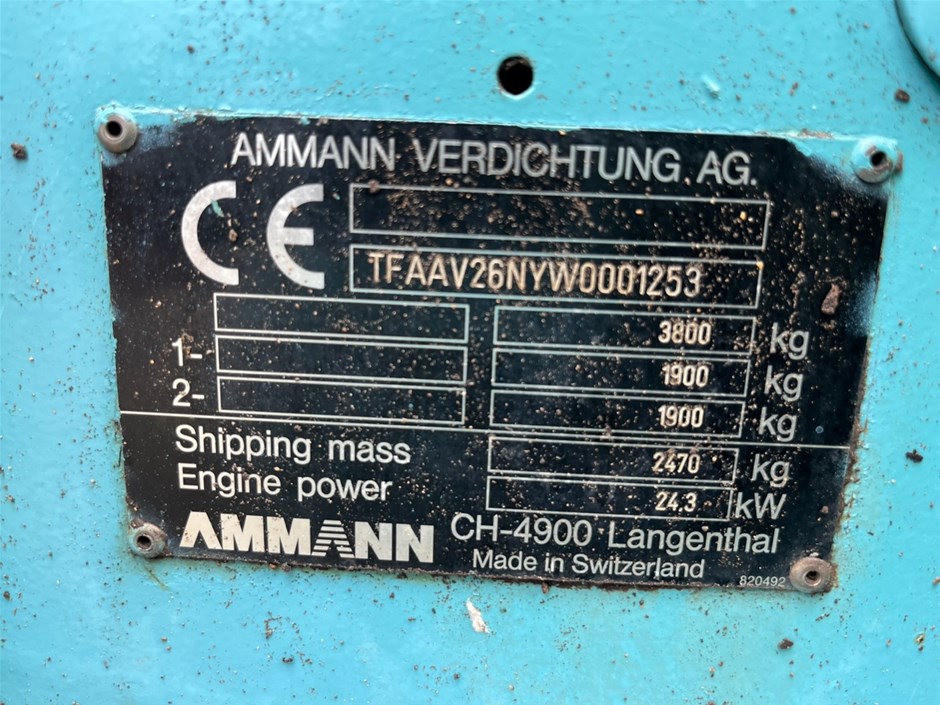 AMMANN VERDICHTUNG AG.
CE
TFAAV26NYW0001253
3800 kg
1- 1900 kg
2- 1900 kg
Shipping mass 2470 kg
Engine power 24.3 kW
AMMANN CH-4900 Langenthal
Made in Switzerland
820492